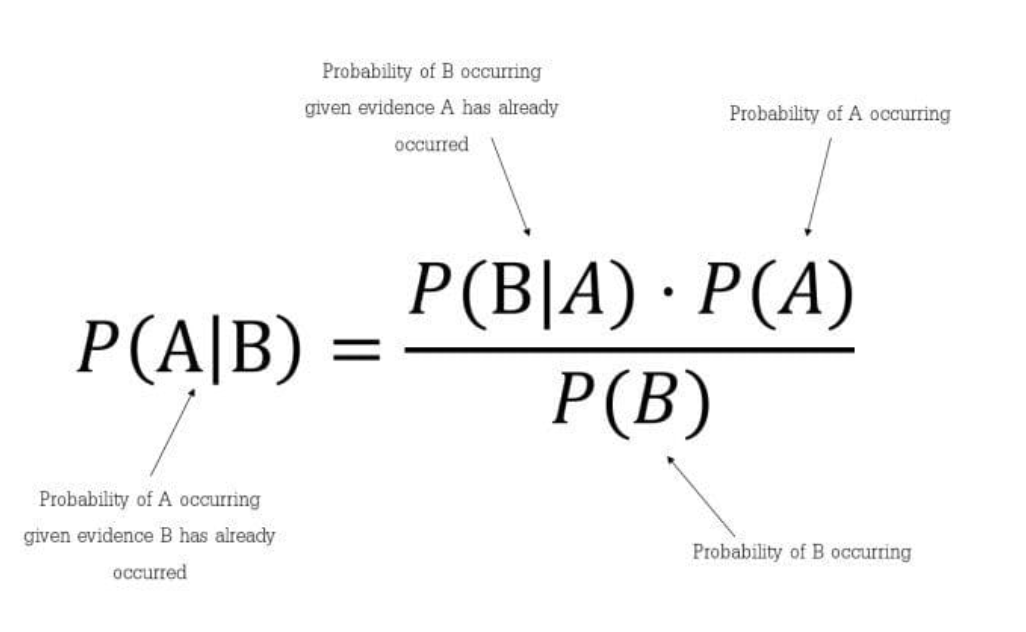 Probability of B occurring
given evidence A has already
occurred
Probability of A occurring
P(A|B) = P(B|A) · P(A)
P(B)
Probability of A occurring
given evidence B has already
occurred
Probability of B occurring